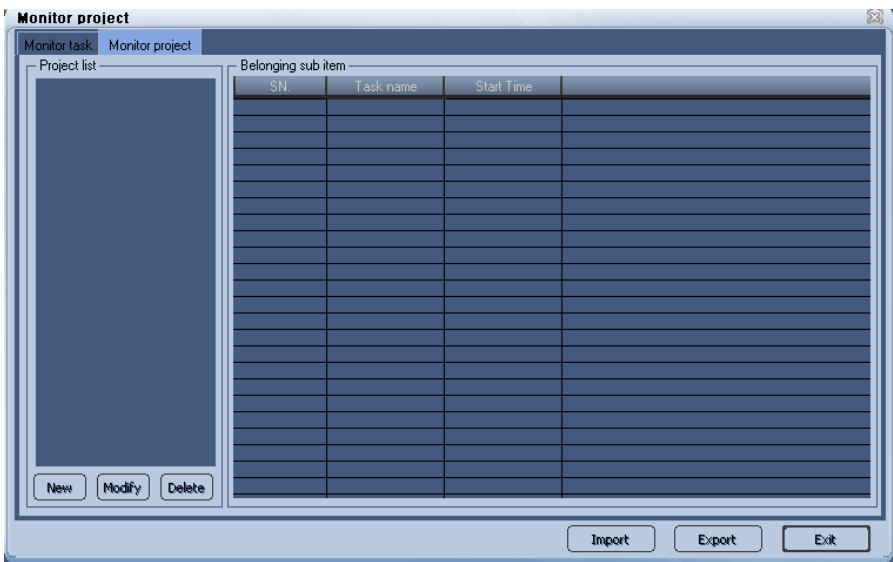 Monitor project
Monitor task Monitor project
Project list
Belonging sub item
SN. Task name Start Time
New Modify Delete
Import Export Exit